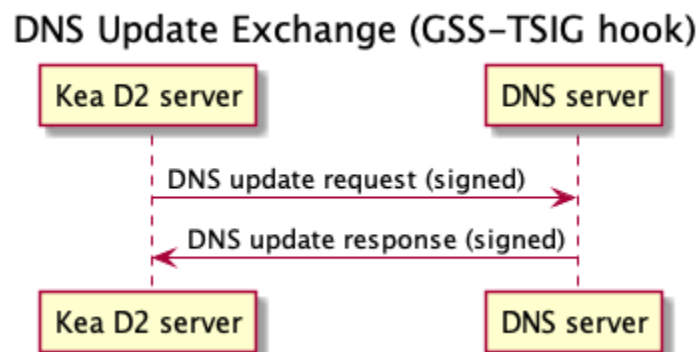 DNS Update Exchange (GSS–TSIG hook)
Kea D2 server DNS server
DNS update request (signed)
DNS update response (signed)
Kea D2 server DNS server